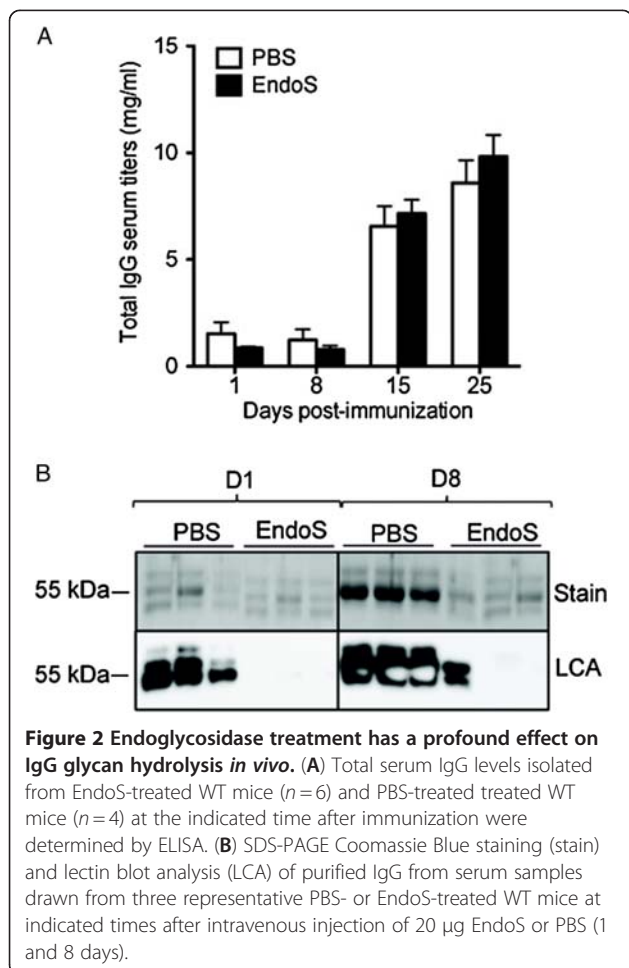 A
15
PBS
EndoS
10
5
0
Total IgG serum titers (mg/ml)
1 8 15 25
Days post-immunization
B
D1 D8
PBS EndoS PBS EndoS
55 kDa Stain
55 kDa LCA
Figure 2 Endoglycosidase treatment has a profound effect on
IgG glycan hydrolysis in vivo. (A) Total serum IgG levels isolated
from EndoS-treated WT mice (n = 6) and PBS-treated treated WT
mice (n = 4) at the indicated time after immunization were
determined by ELISA. (B) SDS-PAGE Coomassie Blue staining (stain)
and lectin blot analysis (LCA) of purified IgG from serum samples
drawn from three representative PBS- or EndoS-treated WT mice at
indicated times after intravenous injection of 20 μg EndoS or PBS (1
and 8 days).